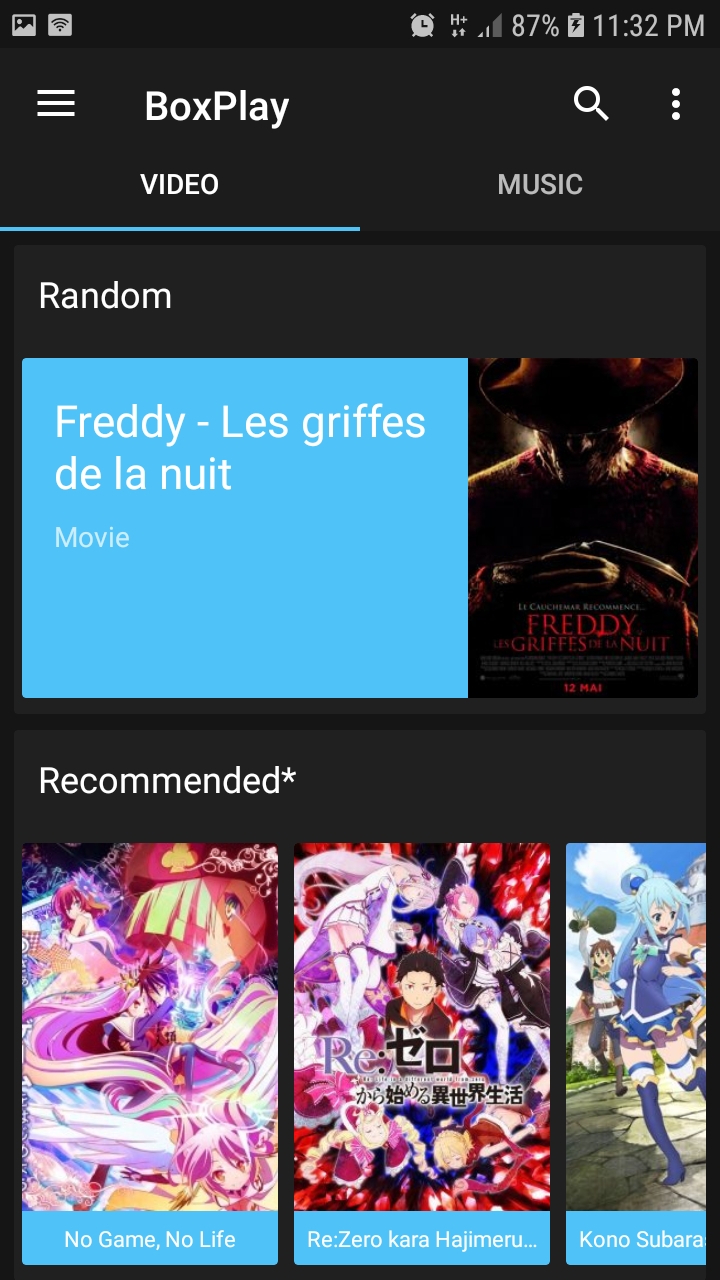 H+ 87% 11:32 PM
BoxPlay
VIDEO MUSIC
Random
Freddy - Les griffes
de la nuit
Movie
LE CAUCHEMAR RECOMMENCE...
FREDDY
LES GRIFFES DE LA NUIT
12 MAI
Recommended*
Re:ゼロ
から始める異世界生活
No Game, No Life
Re:Zero kara Hajimeru...
Kono Subaras